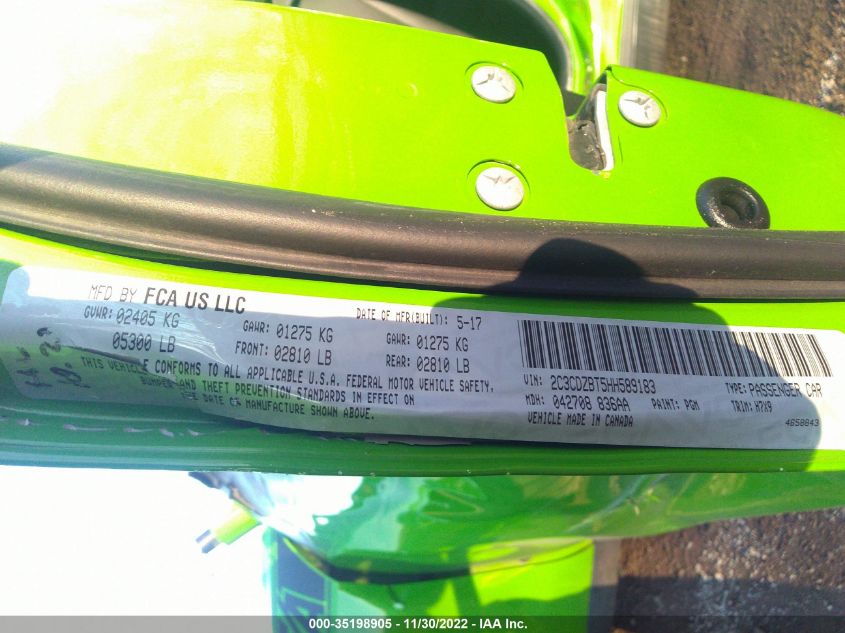 MFD BY FCA US LLC
DATE OF MFR(BUILT): 5-17
GVWR: 02405 KG
05300 LB
GAWR: 01275 KG
FRONT: 02810 LB
GAWR: 01275 KG
REAR: 02810 LB
THIS VEHICLE CONFORMS TO ALL APPLICABLE U.S.A. FEDERAL MOTOR VEHICLE SAFETY,
BUMPER, AND THEFT PREVENTION STANDARDS IN EFFECT ON
THE DATE OF MANUFACTURE SHOWN ABOVE.
VIN: 2C3CDZBT5HH589183
TYPE: PASSENGER CAR
MDH: 042708 836AA
PAINT: PGM
TRIM: H7X9
VEHICLE MADE IN CANADA
4658843
000-35198905 - 11/30/2022 - IAA Inc.